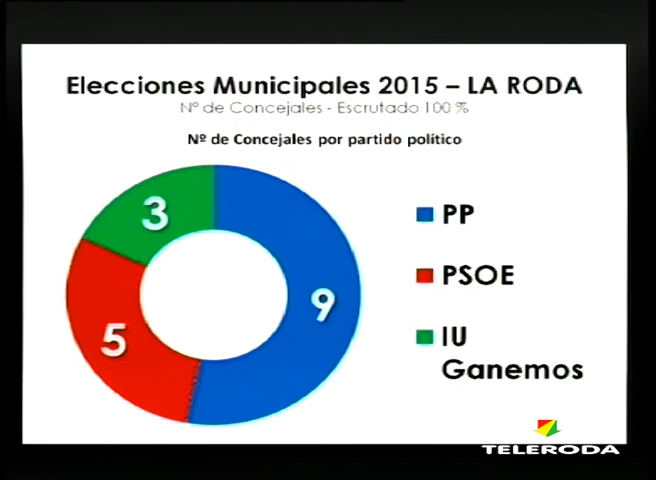 Elecciones Municipales 2015 – LA RODA
Nº de Concejales - Escrutado 100 %
Nº de Concejales por partido político
3
PP
PSOE
9
5
IU
Ganemos
TELERODA